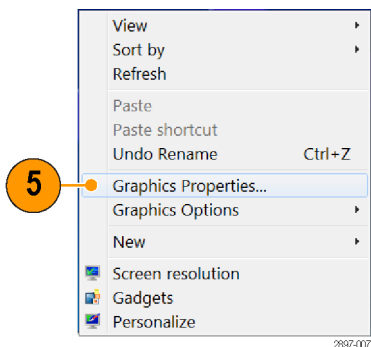 View
Sort by
Refresh
Paste
Paste shortcut
Undo Rename Ctrl+Z
5 Graphics Properties...
Graphics Options
New
Screen resolution
Gadgets
Personalize
2897-007